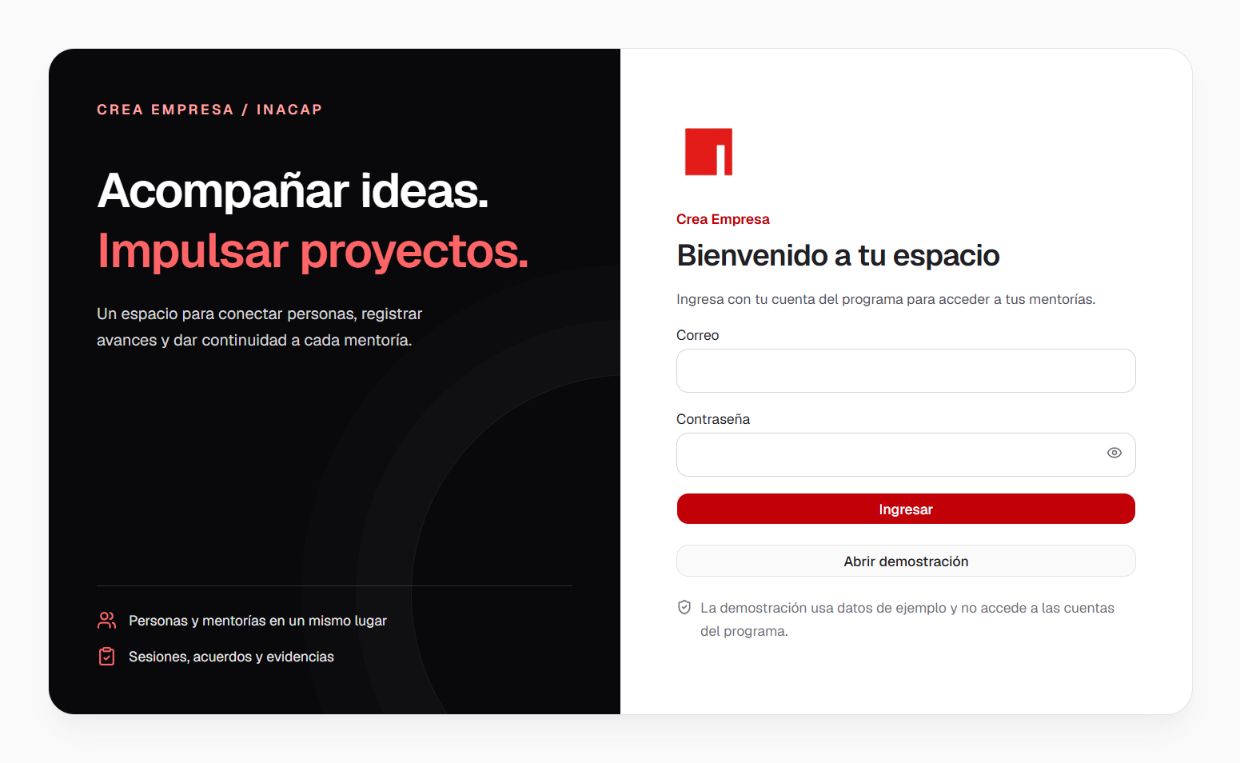 CREA EMPRESA / INACAP
Acompañar ideas.
Impulsar proyectos.
Un espacio para conectar personas, registrar
avances y dar continuidad a cada mentoría.
Personas y mentorías en un mismo lugar
Sesiones, acuerdos y evidencias
Crea Empresa
Bienvenido a tu espacio
Ingresa con tu cuenta del programa para acceder a tus mentorías.
Correo
Contraseña
Ingresar
Abrir demostración
La demostración usa datos de ejemplo y no accede a las cuentas
del programa.